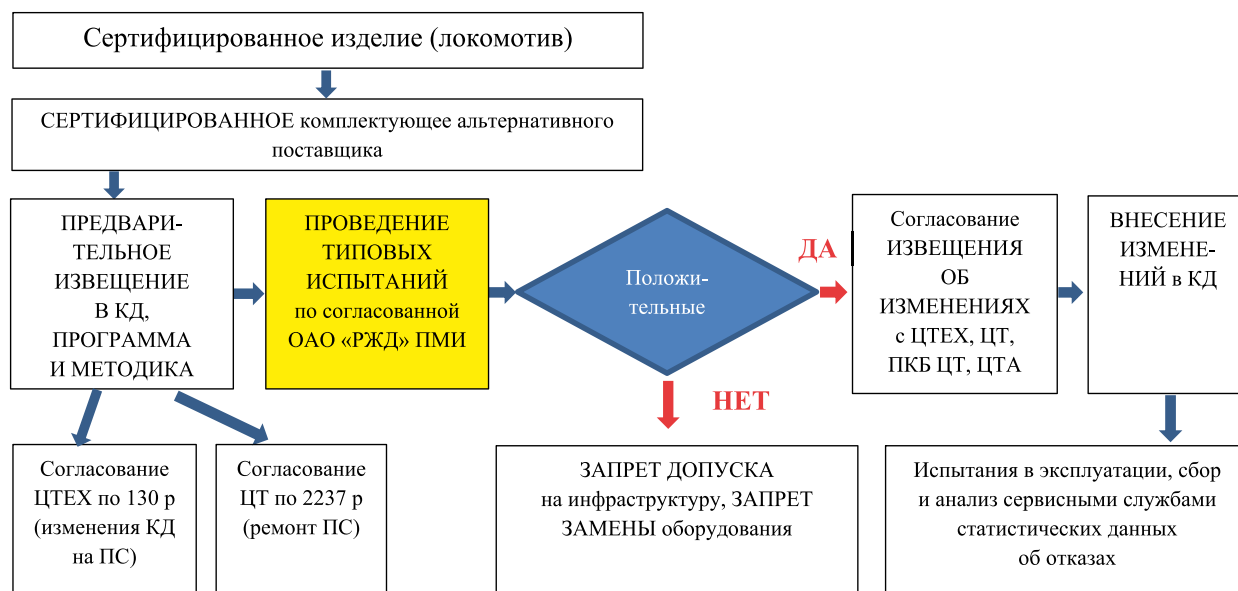 Сертифицированное изделие (локомотив)
СЕРТИФИЦИРОВАННОЕ комплектующее альтернативного
поставщика
ПРЕДВАРИ-
ТЕЛЬНОЕ
ИЗВЕЩЕНИЕ
В КД,
ПРОГРАММА
И МЕТОДИКА
ПРОВЕДЕНИЕ
ТИПОВЫХ
ИСПЫТАНИЙ
по согласованной
ОАО «РЖД» ПМИ
Положи-
тельные
ДА
НЕТ
Согласование
ИЗВЕЩЕНИЯ
ОБ
ИЗМЕНЕНИЯХ
с ЦТЕХ, ЦТ,
ПКБ ЦТ, ЦТА
ВНЕСЕНИЕ
ИЗМЕНЕ-
НИЙ в КД
Согласование
ЦТЕХ по 130 р
(изменения КД
на ПС)
Согласование
ЦТ по 2237 р
(ремонт ПС)
ЗАПРЕТ ДОПУСКА
на инфраструктуру, ЗАПРЕТ
ЗАМЕНЫ оборудования
Испытания в эксплуатации, сбор
и анализ сервисными службами
статистических данных
об отказах